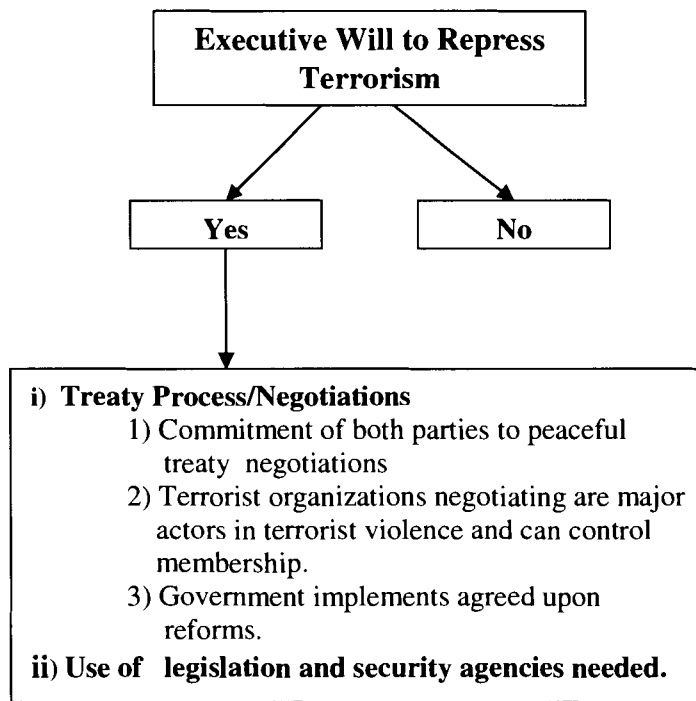 Executive Will to Repress
Terrorism
Yes
No
i) Treaty Process/Negotiations
1) Commitment of both parties to peaceful
treaty negotiations
2) Terrorist organizations negotiating are major
actors in terrorist violence and can control
membership.
3) Government implements agreed upon
reforms.
ii) Use of legislation and security agencies needed.